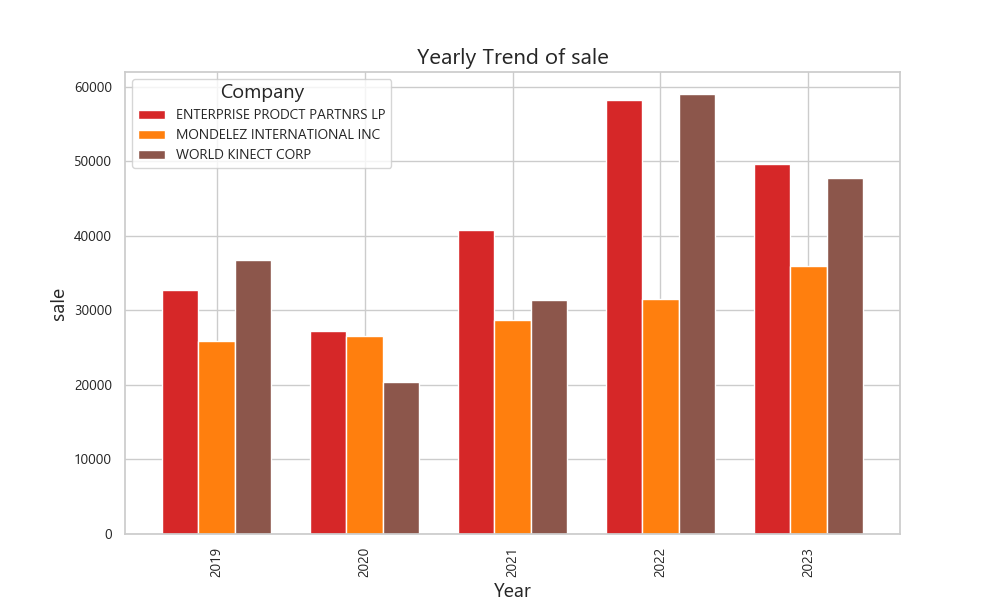 Yearly Trend of sale
Company
ENTERPRISE PRODCT PARTNRS LP
MONDELEZ INTERNATIONAL INC
WORLD KINECT CORP
sale
60000
50000
40000
30000
20000
10000
0
2019
2020
2021
2022
2023
Year